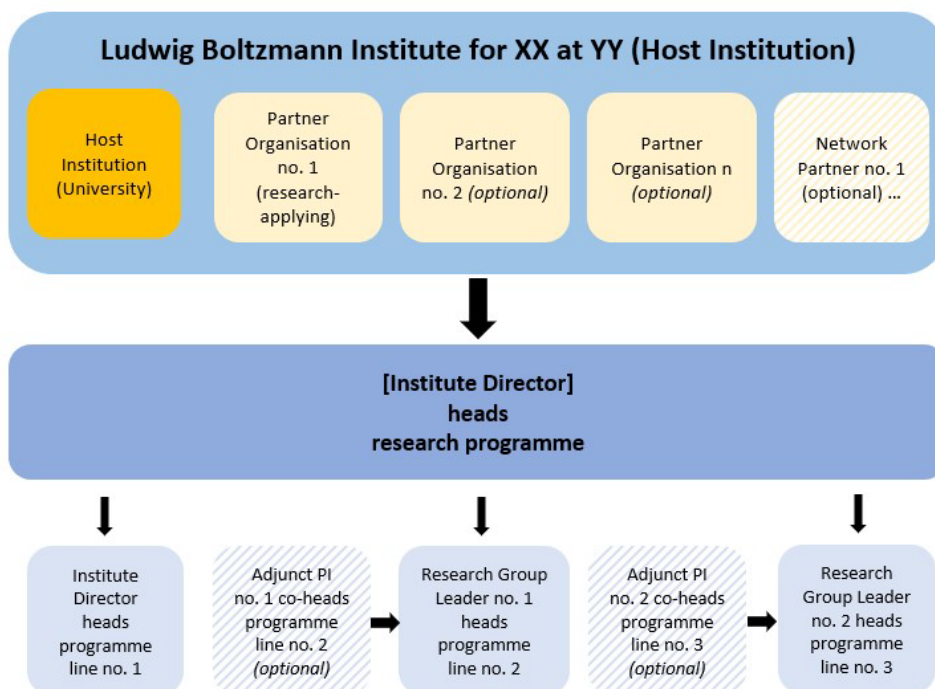 Ludwig Boltzmann Institute for XX at YY (Host Institution)
Host
Institution
(University)
Partner
Organisation
no. 1
(research-
applying)
Partner
Organisation
no. 2 (optional)
Partner
Organisation n
(optional)
Network
Partner no. 1
(optional) ...
[Institute Director]
heads
research programme
Institute
Director
heads
programme
line no. 1
Adjunct PI
no. 1 co-heads
programme
line no. 2
(optional)
Research Group
Leader no. 1
heads
programme
line no. 2
Adjunct PI
no. 2 co-heads
programme
line no. 3
(optional)
Research
Group Leader
no. 2 heads
programme
line no. 3